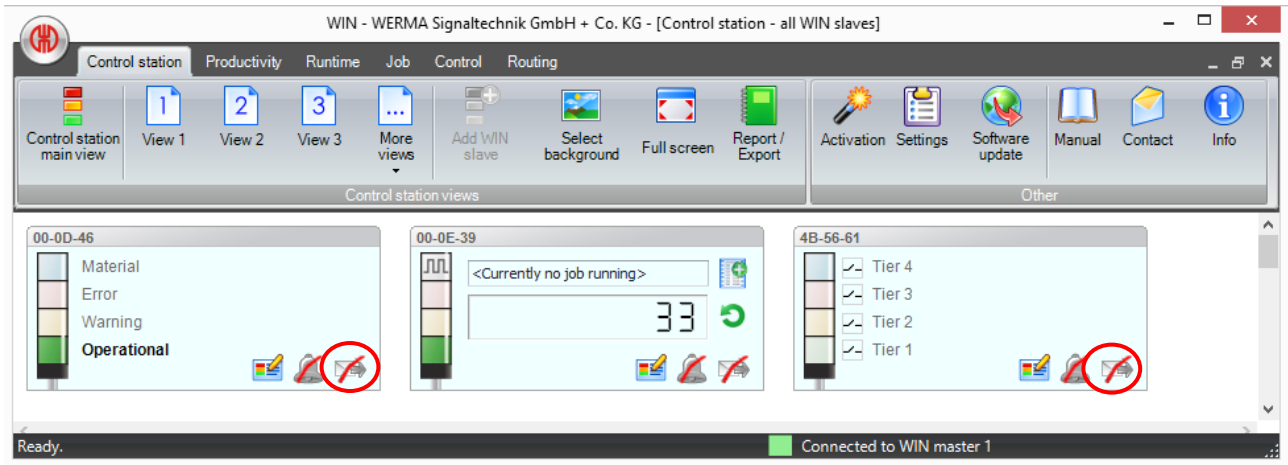 WIN - WERMA Signaltechnik GmbH + Co. KG - [Control station - all WIN slaves]
Control station
Productivity
Runtime
Job
Control
Routing
Control station
main view
View 1
View 2
View 3
More
views
Add WIN
slave
Select
background
Full screen
Report /
Export
Activation
Settings
Software
update
Manual
Contact
Info
Control station views
Other
00-0D-46
Material
Error
Warning
Operational
00-0E-39
<Currently no job running>
33
4B-56-61
Tier 4
Tier 3
Tier 2
Tier 1
Ready.
Connected to WIN master 1